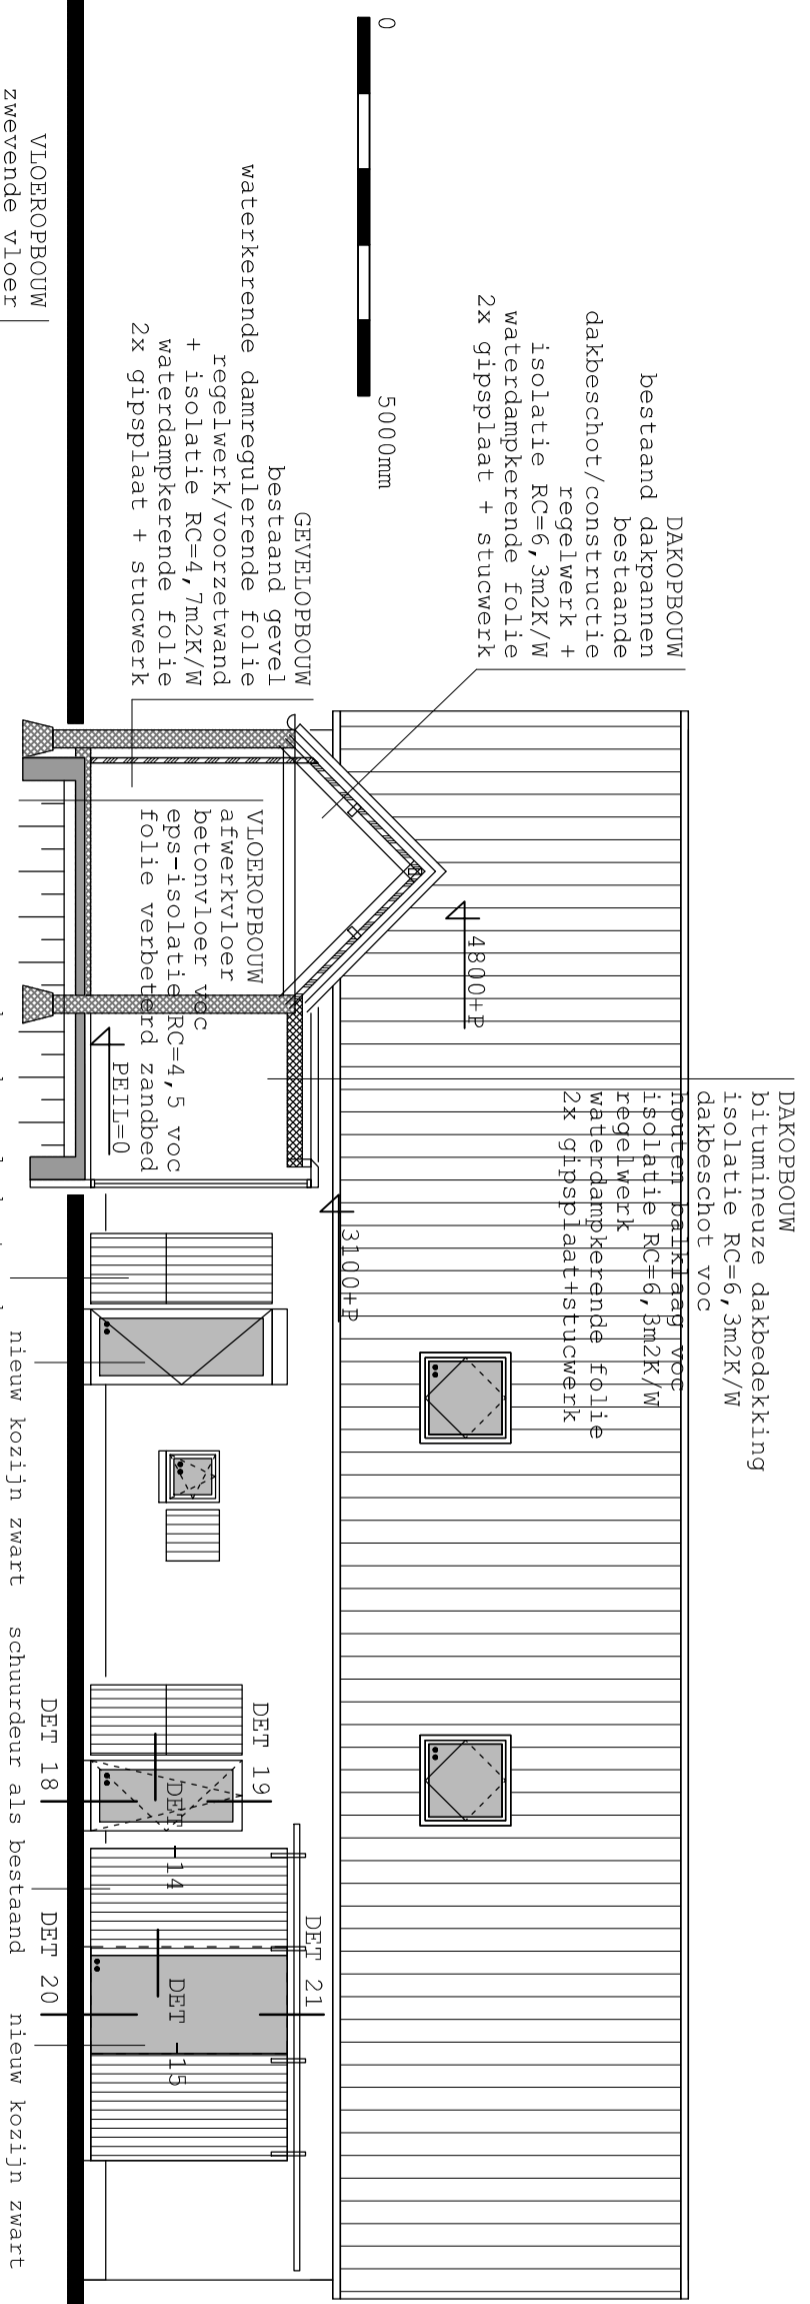 0
5000mm
DAKOPBOUW
bestaand dakpannen
bestaande
dakbeschot/constructie
regelwerk +
isolatie RC=6,3m2K/W
waterdampkerende folie
2x gipsplaat + stucwerk
GEVELOPBOUW
bestaand gevel
waterkerende damregulerende folie
regelwerk/voorzetwand
+ isolatie RC=4,7m2K/W
waterdampkerende folie
2x gipsplaat + stucwerk
VLOEROPBOUW
zwevende vloer
DAKOPBOUW
bitumineuze dakbedekking
isolatie RC=6,3m2K/W
dakbeschot voc
houten balklaag voc
isolatie RC=6,3m2K/W
regelwerk
waterdampkerende folie
2x gipsplaat+stucwerk
4800+P
3100+P
VLOEROPBOUW
afwerkvloer
betonvloer voc
eps-isolatie RC=4,5 voc
folie verbeterd zandbed
PEIL=0
DET 19
DET 18
DET 14
DET 21
DET 20
DET 15
nieuw kozijn zwart
schuurdeur als bestaand
nieuw kozijn zwart